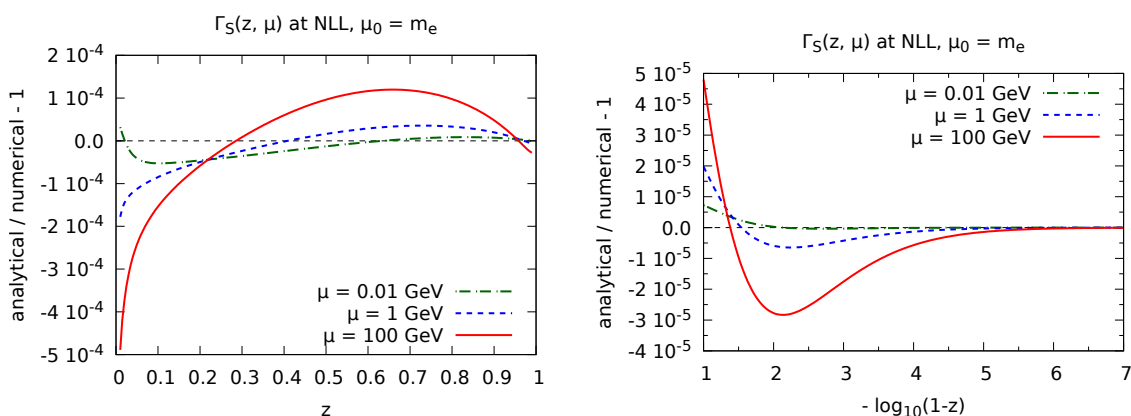 Γ_S(z, μ) at NLL, μ_0 = m_e
2 10^-4
1 10^-4
0.0
-1 10^-4
-2 10^-4
-3 10^-4
-4 10^-4
-5 10^-4
analytical / numerical - 1
μ = 0.01 GeV
μ = 1 GeV
μ = 100 GeV
0 0.1 0.2 0.3 0.4 0.5 0.6 0.7 0.8 0.9 1
z
Γ_S(z, μ) at NLL, μ_0 = m_e
5 10^-5
4 10^-5
3 10^-5
2 10^-5
1 10^-5
0.0
-1 10^-5
-2 10^-5
-3 10^-5
-4 10^-5
analytical / numerical - 1
μ = 0.01 GeV
μ = 1 GeV
μ = 100 GeV
1 2 3 4 5 6 7
- log_10(1-z)